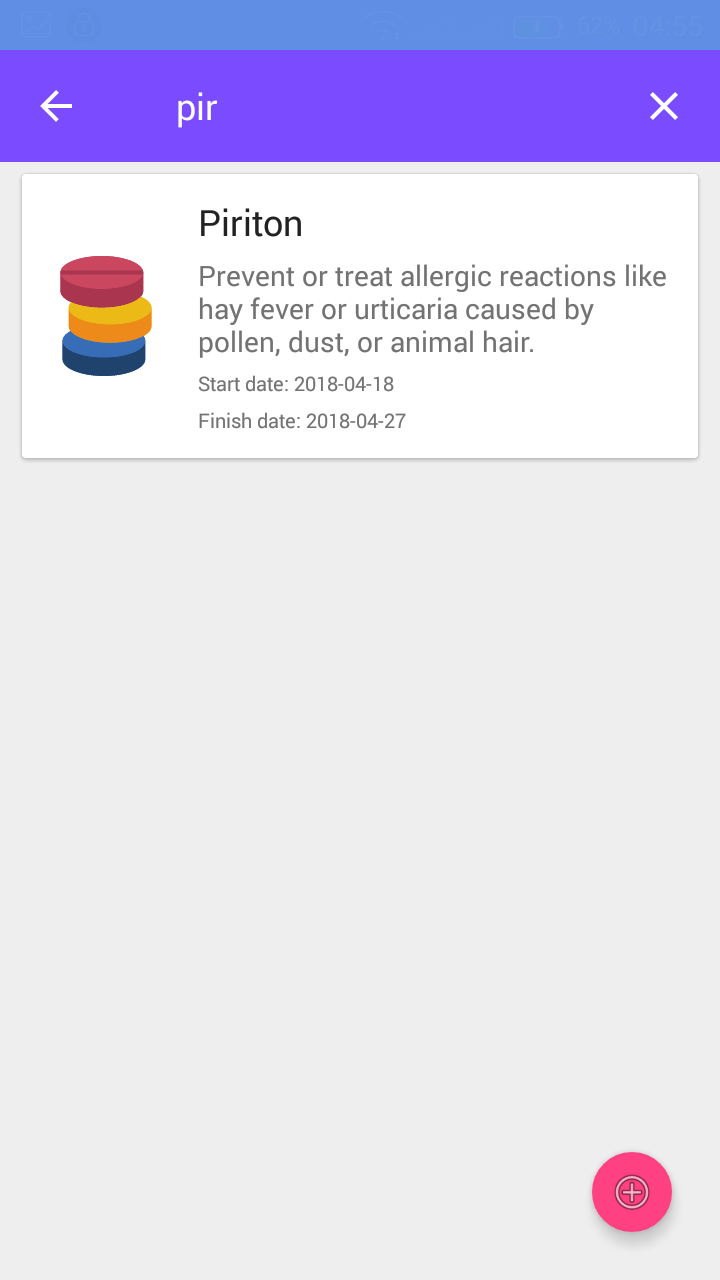 62% 04:55
pir
Piriton
Prevent or treat allergic reactions like
hay fever or urticaria caused by
pollen, dust, or animal hair.
Start date: 2018-04-18
Finish date: 2018-04-27